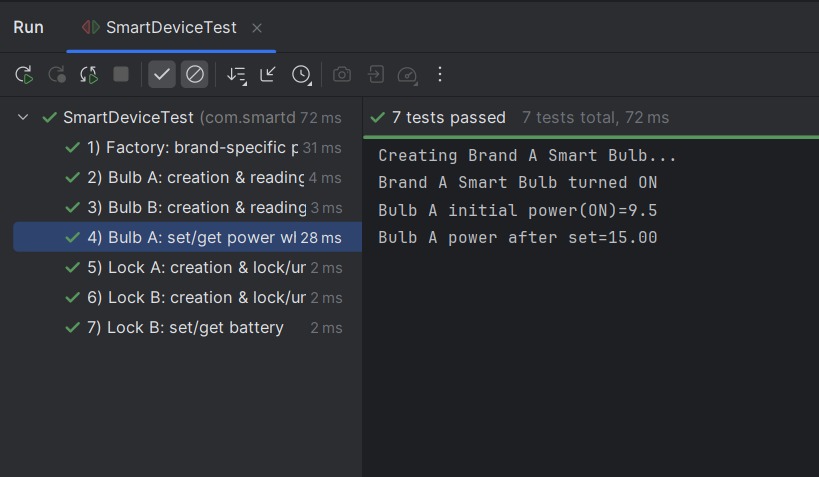 Run SmartDeviceTest
SmartDeviceTest (com.smartd 72 ms
1) Factory: brand-specific p 31 ms
2) Bulb A: creation & reading 4 ms
3) Bulb B: creation & reading 3 ms
4) Bulb A: set/get power wl 28 ms
5) Lock A: creation & lock/ur 2 ms
6) Lock B: creation & lock/ur 2 ms
7) Lock B: set/get battery 2 ms
7 tests passed 7 tests total, 72 ms
Creating Brand A Smart Bulb...
Brand A Smart Bulb turned ON
Bulb A initial power(ON)=9.5
Bulb A power after set=15.00